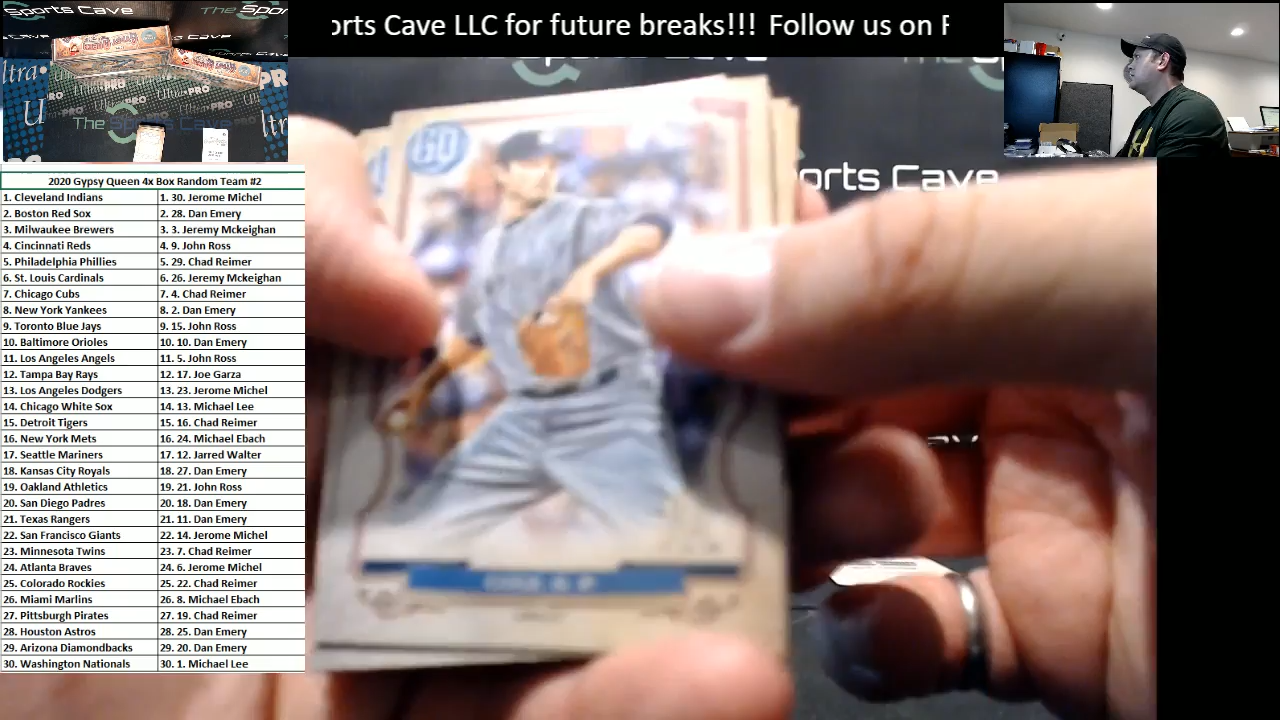 orts Cave LLC for future breaks!!! Follow us on F
The Sports Cave
orts Cave
GQ
2020 Gypsy Queen 4x Box Random Team #2
1. Cleveland Indians 1. 30. Jerome Michel
2. Boston Red Sox 2. 28. Dan Emery
3. Milwaukee Brewers 3. 3. Jeremy Mckeighan
4. Cincinnati Reds 4. 9. John Ross
5. Philadelphia Phillies 5. 29. Chad Reimer
6. St. Louis Cardinals 6. 26. Jeremy Mckeighan
7. Chicago Cubs 7. 4. Chad Reimer
8. New York Yankees 8. 2. Dan Emery
9. Toronto Blue Jays 9. 15. John Ross
10. Baltimore Orioles 10. 10. Dan Emery
11. Los Angeles Angels 11. 5. John Ross
12. Tampa Bay Rays 12. 17. Joe Garza
13. Los Angeles Dodgers 13. 23. Jerome Michel
14. Chicago White Sox 14. 13. Michael Lee
15. Detroit Tigers 15. 16. Chad Reimer
16. New York Mets 16. 24. Michael Ebach
17. Seattle Mariners 17. 12. Jarred Walter
18. Kansas City Royals 18. 27. Dan Emery
19. Oakland Athletics 19. 21. John Ross
20. San Diego Padres 20. 18. Dan Emery
21. Texas Rangers 21. 11. Dan Emery
22. San Francisco Giants 22. 14. Jerome Michel
23. Minnesota Twins 23. 7. Chad Reimer
24. Atlanta Braves 24. 6. Jerome Michel
25. Colorado Rockies 25. 22. Chad Reimer
26. Miami Marlins 26. 8. Michael Ebach
27. Pittsburgh Pirates 27. 19. Chad Reimer
28. Houston Astros 28. 25. Dan Emery
29. Arizona Diamondbacks 29. 20. Dan Emery
30. Washington Nationals 30. 1. Michael Lee